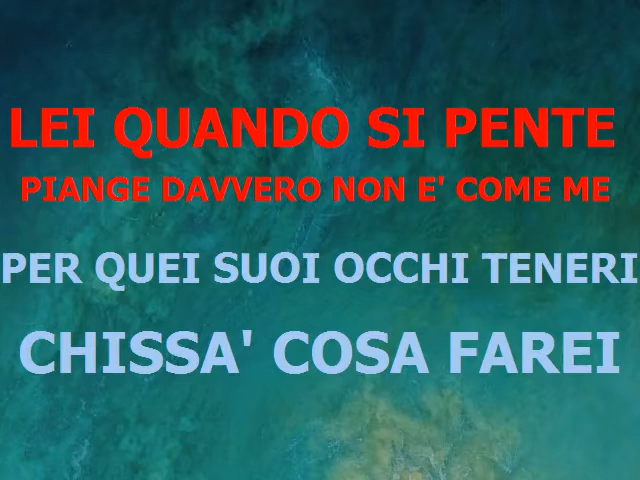 LEI QUANDO SI PENTE
PIANGE DAVVERO NON E' COME ME
PER QUEI SUOI OCCHI TENERI
CHISSA' COSA FAREI